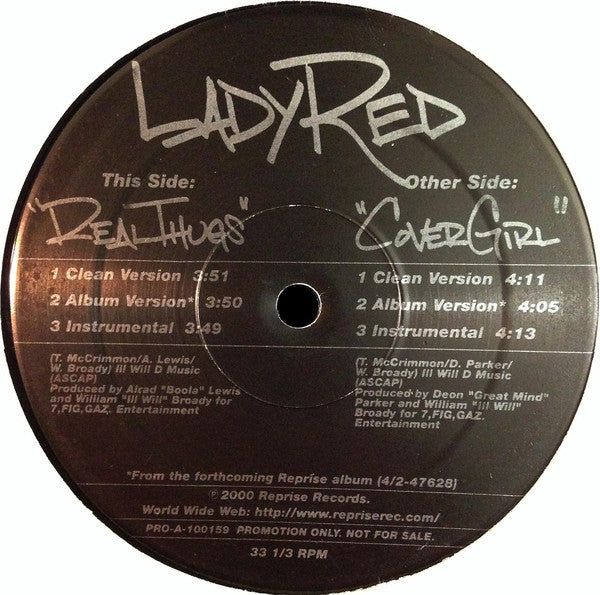 LADYRED
This Side:
"REALTHUGS"
1 Clean Version 3:51
2 Album Version* 3:50
3 Instrumental 3:49
(T. McCrimmon/A. Lewis/
W. Broady) Ill Will D Music
(ASCAP)
Produced by Airad "Boola" Lewis
and William "Ill Will" Broady for
7,FIG,GAZ. Entertainment
Other Side:
"COVERGIRL"
1 Clean Version 4:11
2 Album Version* 4:05
3 Instrumental 4:13
(T. McCrimmon/D. Parker/
W. Broady) Ill Will D Music
(ASCAP)
Produced by Deon "Great Mind"
Parker and William "Ill Will"
Broady for 7,FIG,GAZ.
Entertainment
*From the forthcoming Reprise album (4/2-47628)
℗2000 Reprise Records.
World Wide Web: http://www.repriserec.com/
PRO-A-100159 PROMOTION ONLY. NOT FOR SALE.
33 1/3 RPM